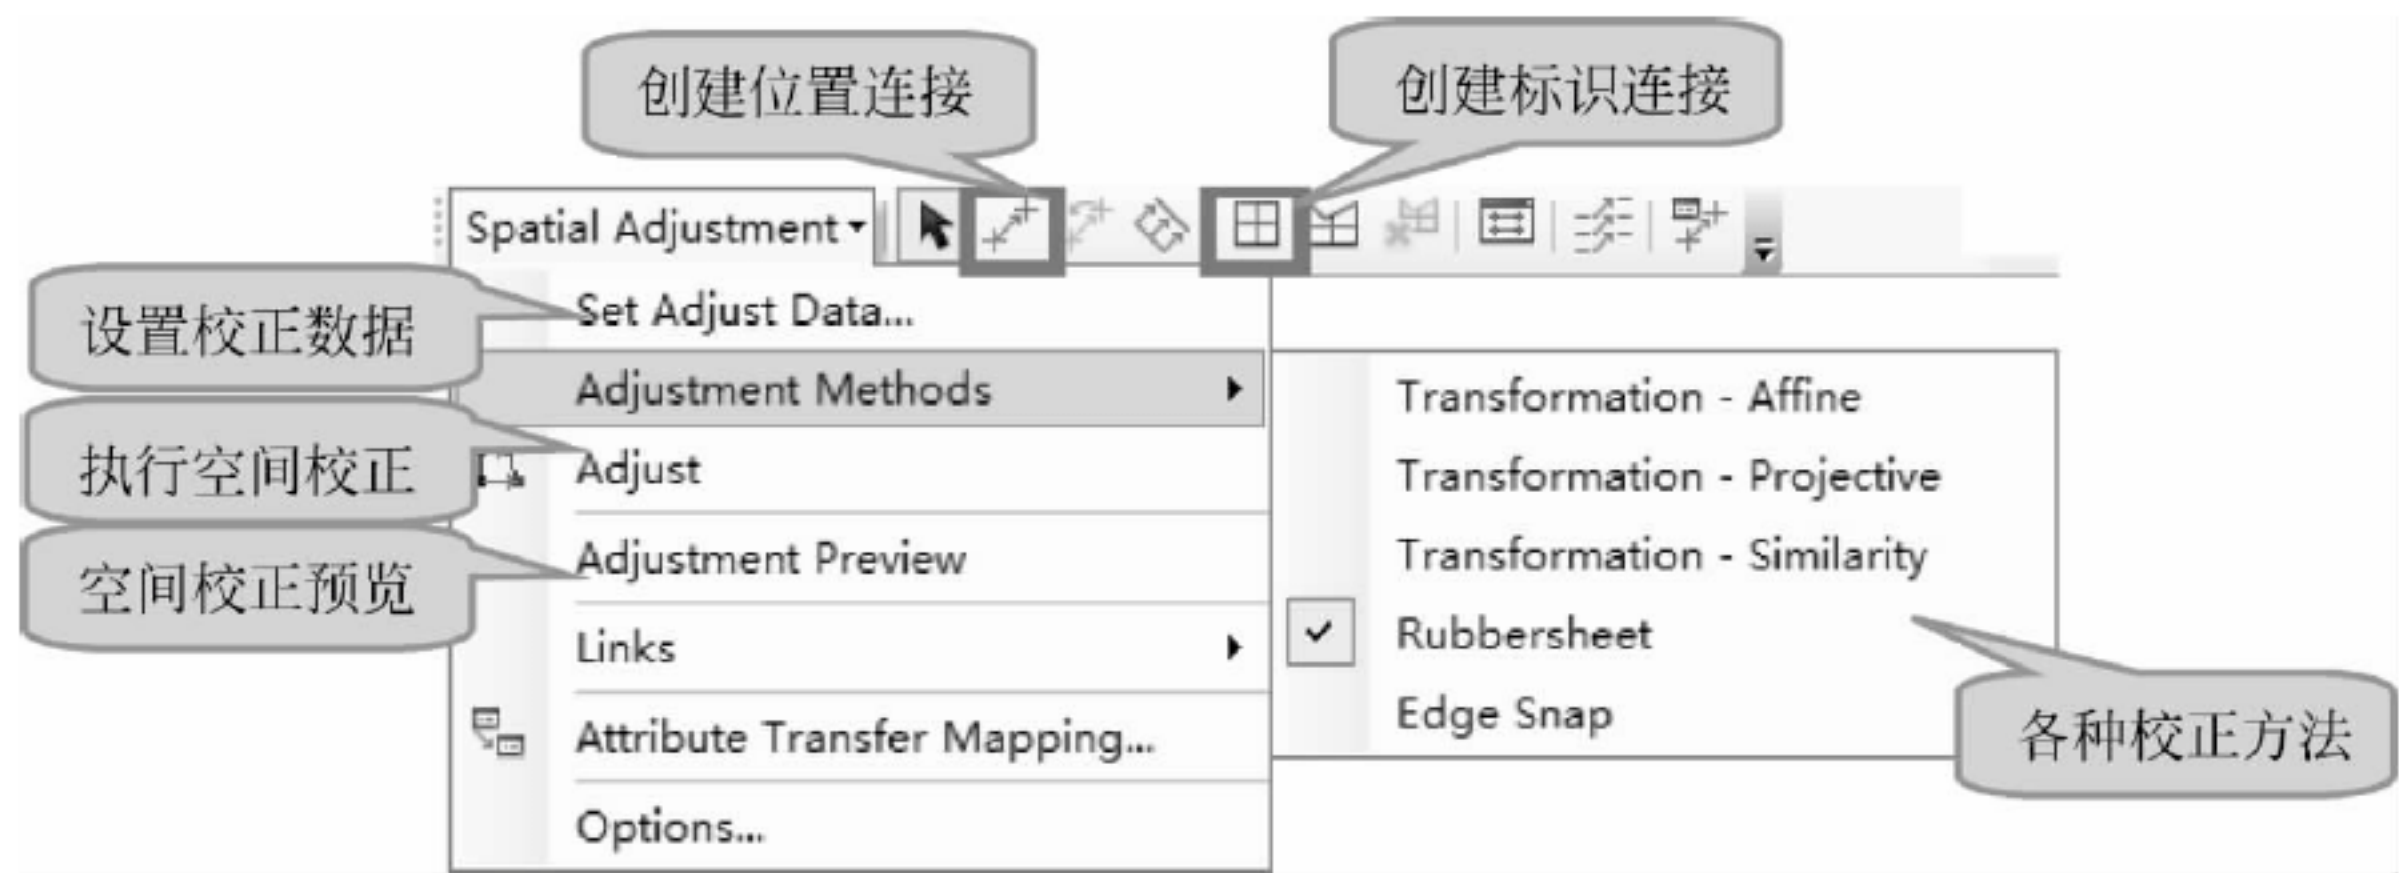 创建位置连接
创建标识连接
Spatial Adjustment
设置校正数据
Set Adjust Data...
Adjustment Methods
Transformation - Affine
执行空间校正
Adjust
Transformation - Projective
空间校正预览
Adjustment Preview
Transformation - Similarity
Links
Rubbersheet
Attribute Transfer Mapping...
Edge Snap
各种校正方法
Options...